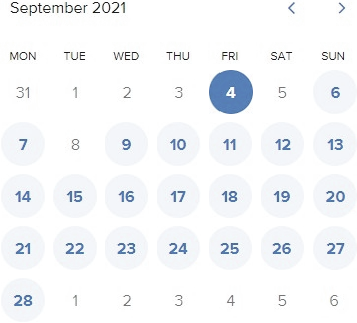 September 2021
MON TUE WED THU FRI SAT SUN
31 1 2 3 4 5 6
7 8 9 10 11 12 13
14 15 16 17 18 19 20
21 22 23 24 25 26 27
28 1 2 3 4 5 6